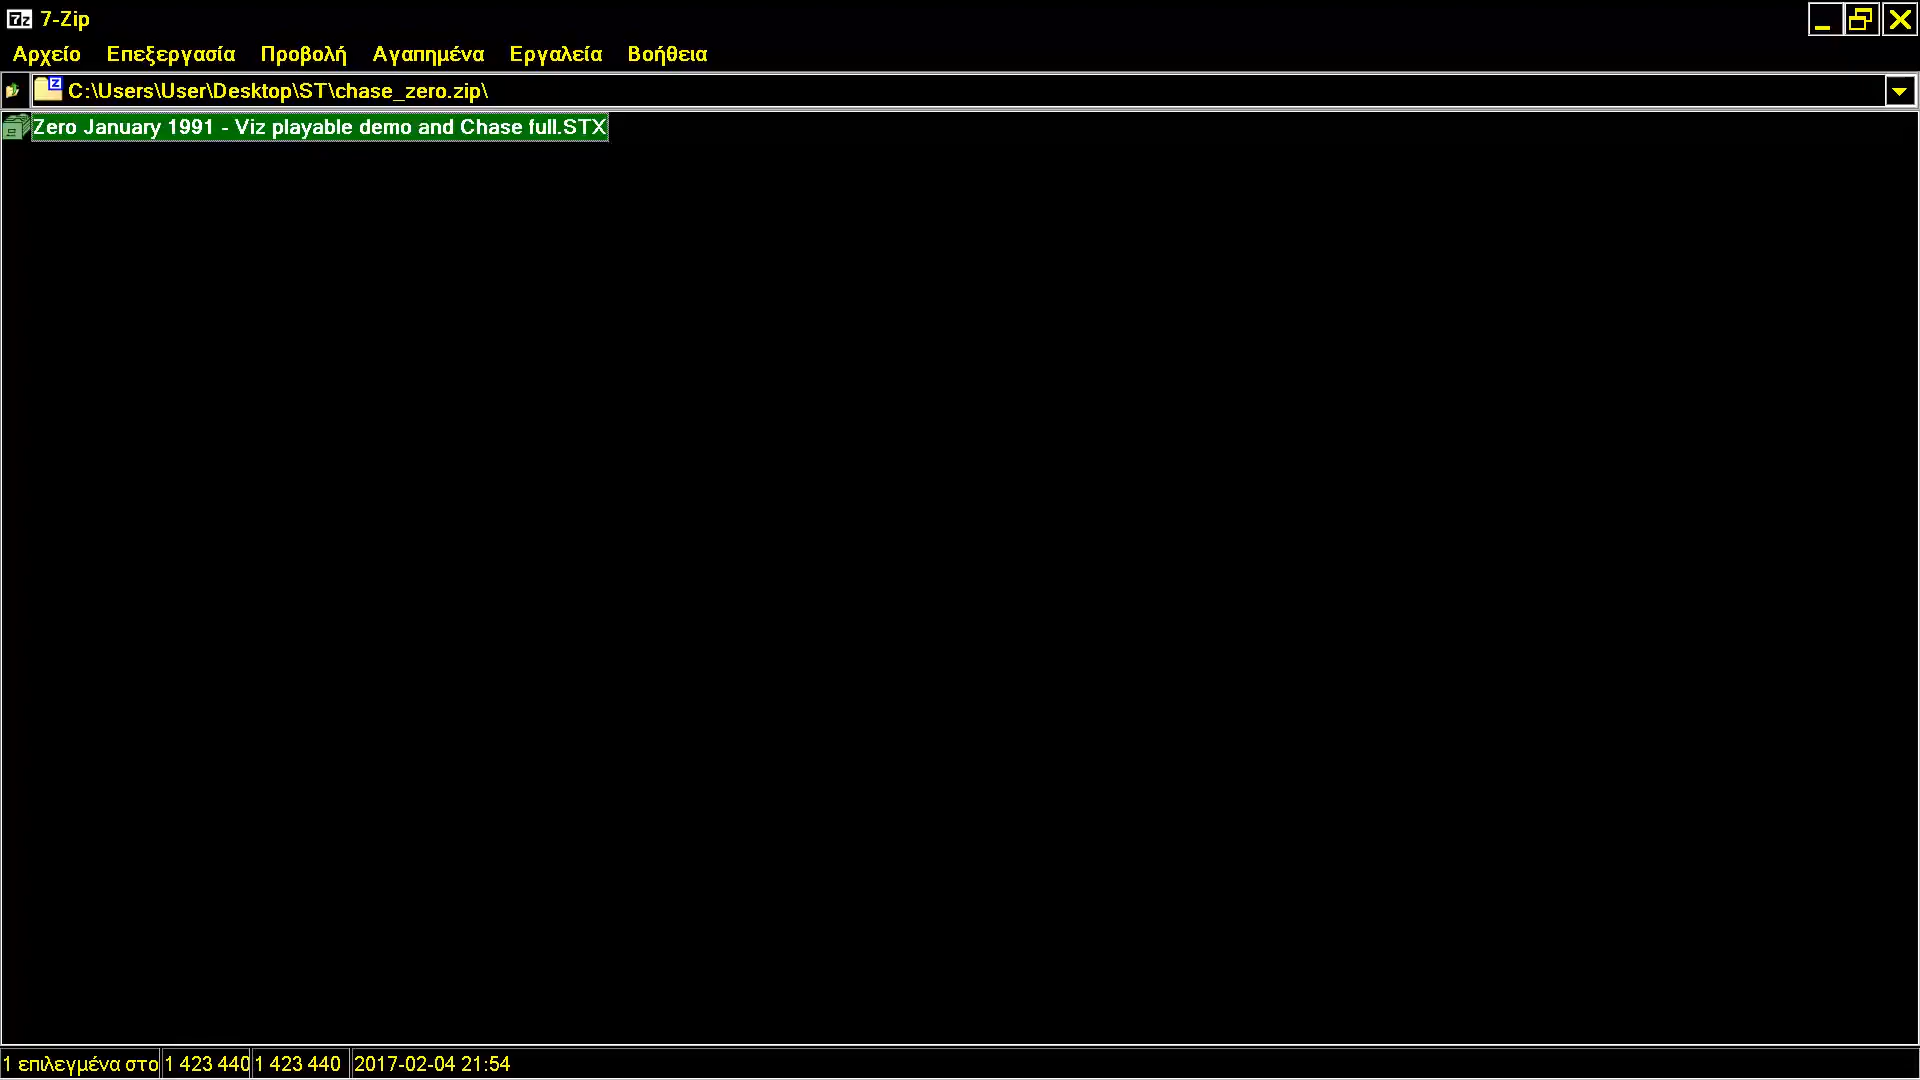 7-Zip
Αρχείο Επεξεργασία Προβολή Αγαπημένα Εργαλεία Βοήθεια
C:\Users\User\Desktop\ST\chase_zero.zip\
Zero January 1991 - Viz playable demo and Chase full.STX
1 επιλεγμένα στο 1 423 440 1 423 440 2017-02-04 21:54